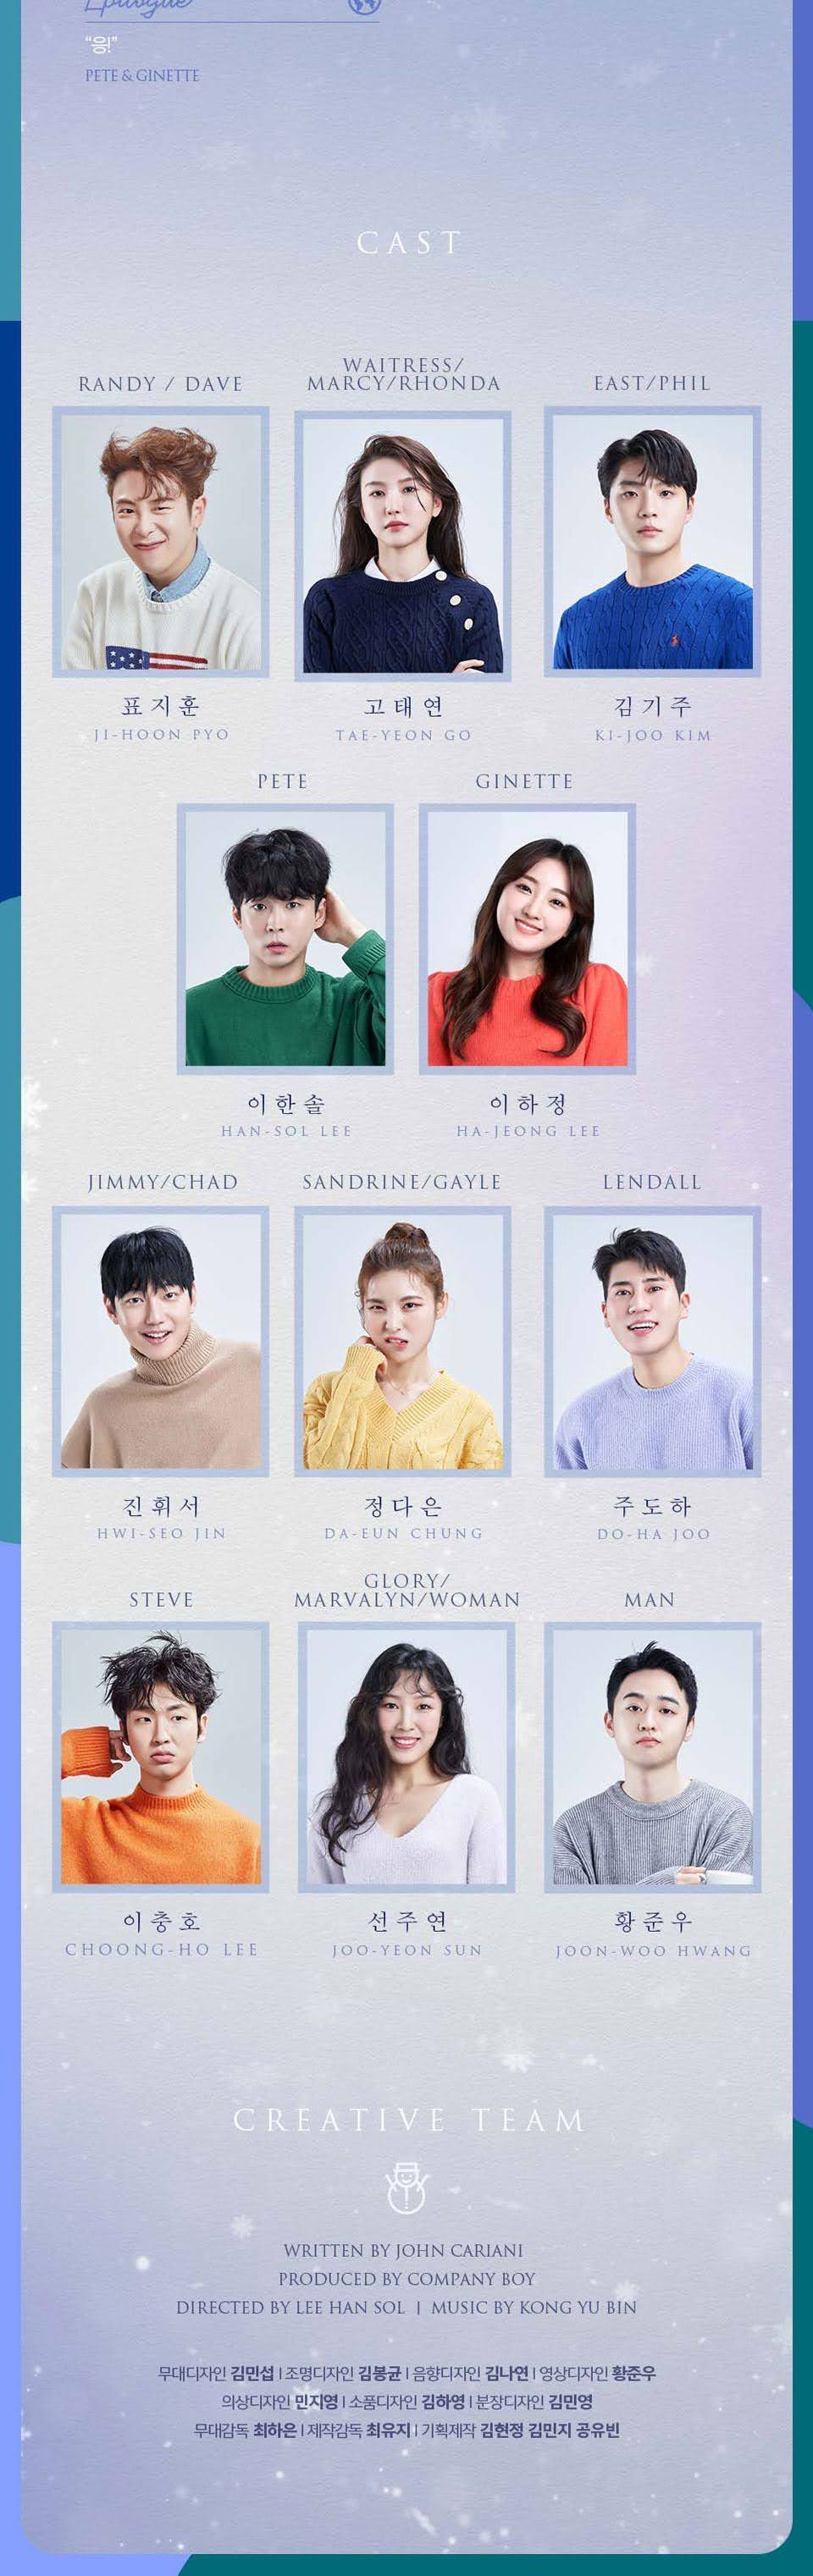 Epilogue
“응!”
PETE & GINETTE
CAST
RANDY / DAVE
WAITRESS/
MARCY/RHONDA
EAST/PHIL
표지훈
JI-HOON PYO
고태연
TAE-YEON GO
김기주
KI-JOO KIM
PETE
GINETTE
이한솔
HAN-SOL LEE
이하정
HA-JEONG LEE
JIMMY/CHAD
SANDRINE/GAYLE
LENDALL
진휘서
HWI-SEO JIN
정다은
DA-EUN CHUNG
주도하
DO-HA JOO
STEVE
GLORY/
MARVALYN/WOMAN
MAN
이충호
CHOONG-HO LEE
선주연
JOO-YEON SUN
황준우
JOON-WOO HWANG
CREATIVE TEAM
WRITTEN BY JOHN CARIANI
PRODUCED BY COMPANY BOY
DIRECTED BY LEE HAN SOL | MUSIC BY KONG YU BIN
무대디자인 김민섭 | 조명디자인 김봉균 | 음향디자인 김나연 | 영상디자인 황준우
의상디자인 민지영 | 소품디자인 김하영 | 분장디자인 김민영
무대감독 최하은 | 제작감독 최유지 | 기획제작 김현정 김민지 공유빈